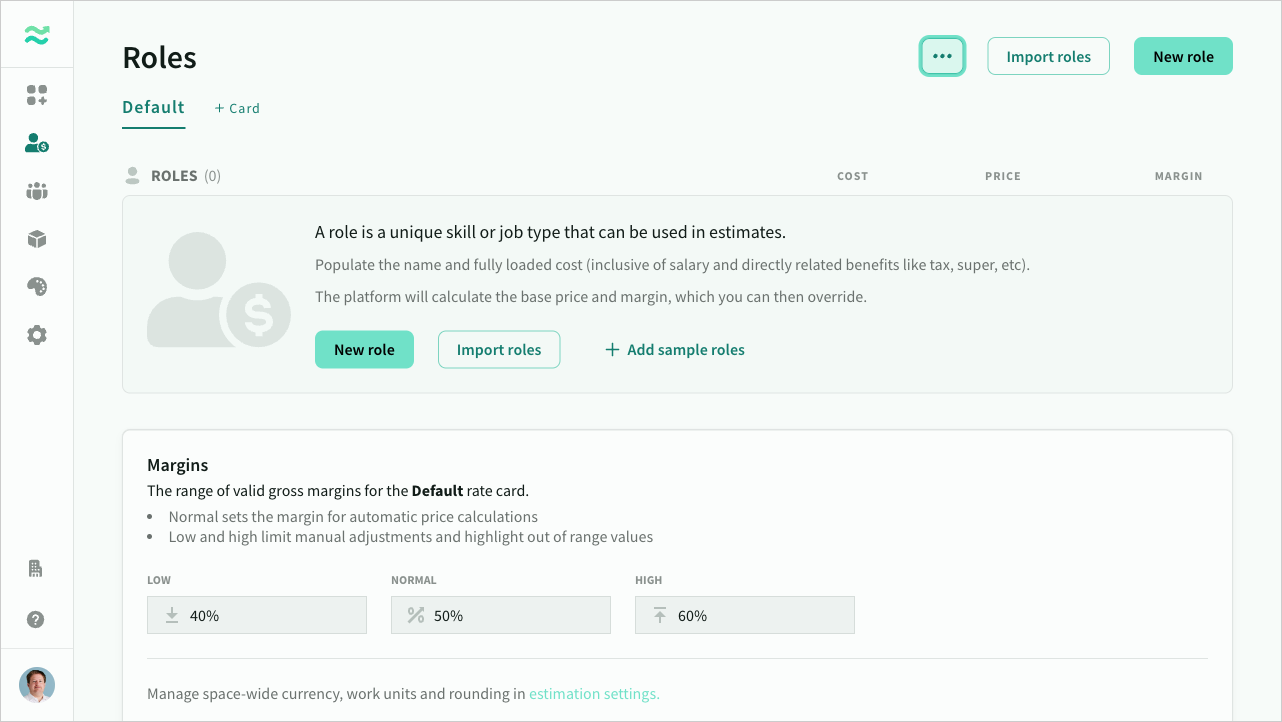 Roles
•••
Import roles
New role
Default
+ Card
ROLES (0)
COST
PRICE
MARGIN
$
A role is a unique skill or job type that can be used in estimates.
Populate the name and fully loaded cost (inclusive of salary and directly related benefits like tax, super, etc).
The platform will calculate the base price and margin, which you can then override.
New role
Import roles
+ Add sample roles
Margins
The range of valid gross margins for the Default rate card.
• Normal sets the margin for automatic price calculations
• Low and high limit manual adjustments and highlight out of range values
LOW
NORMAL
HIGH
40%
% 50%
60%
Manage space-wide currency, work units and rounding in estimation settings.